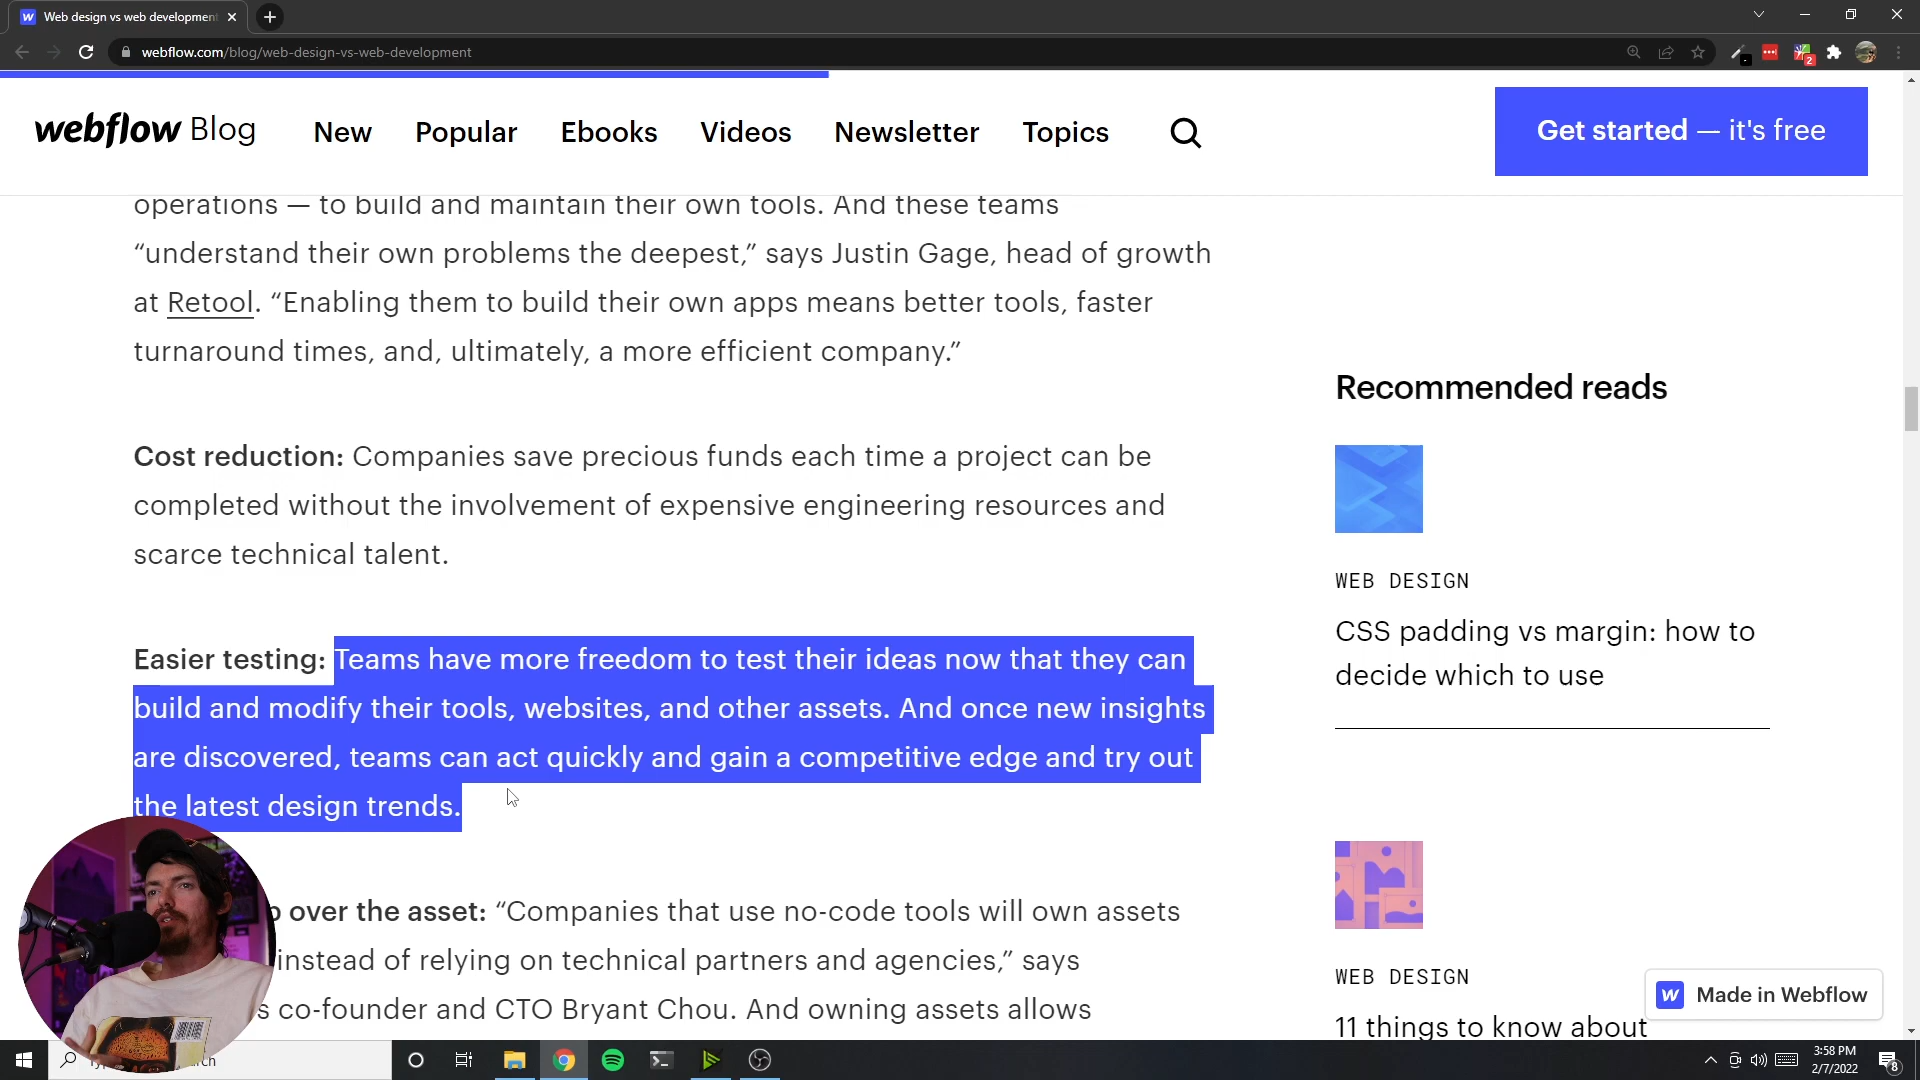 Web design vs web development
webflow.com/blog/web-design-vs-web-development
2
webflow Blog
New
Popular
Ebooks
Videos
Newsletter
Topics
Get started — it's free
operations — to build and maintain their own tools. And these teams
“understand their own problems the deepest,” says Justin Gage, head of growth
at Retool. “Enabling them to build their own apps means better tools, faster
turnaround times, and, ultimately, a more efficient company.”
Cost reduction: Companies save precious funds each time a project can be
completed without the involvement of expensive engineering resources and
scarce technical talent.
Easier testing: Teams have more freedom to test their ideas now that they can
build and modify their tools, websites, and other assets. And once new insights
are discovered, teams can act quickly and gain a competitive edge and try out
the latest design trends.
over the asset: “Companies that use no-code tools will own assets
instead of relying on technical partners and agencies,” says
co-founder and CTO Bryant Chou. And owning assets allows
Recommended reads
WEB DESIGN
CSS padding vs margin: how to
decide which to use
WEB DESIGN
11 things to know about
Made in Webflow
3:58 PM
2/7/2022
8